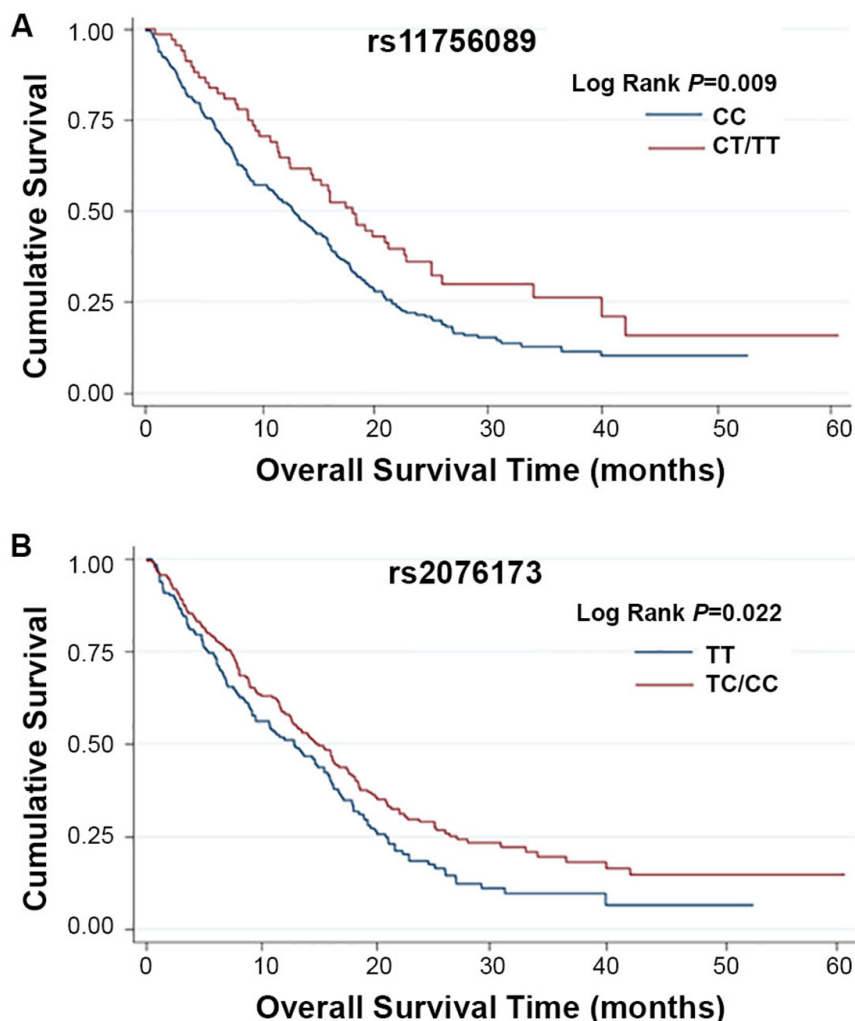 A
rs11756089
Log Rank P=0.009
CC
CT/TT
Cumulative Survival
1.00
0.75
0.50
0.25
0.00
0 10 20 30 40 50 60
Overall Survival Time (months)
B
rs2076173
Log Rank P=0.022
TT
TC/CC
Cumulative Survival
1.00
0.75
0.50
0.25
0.00
0 10 20 30 40 50 60
Overall Survival Time (months)